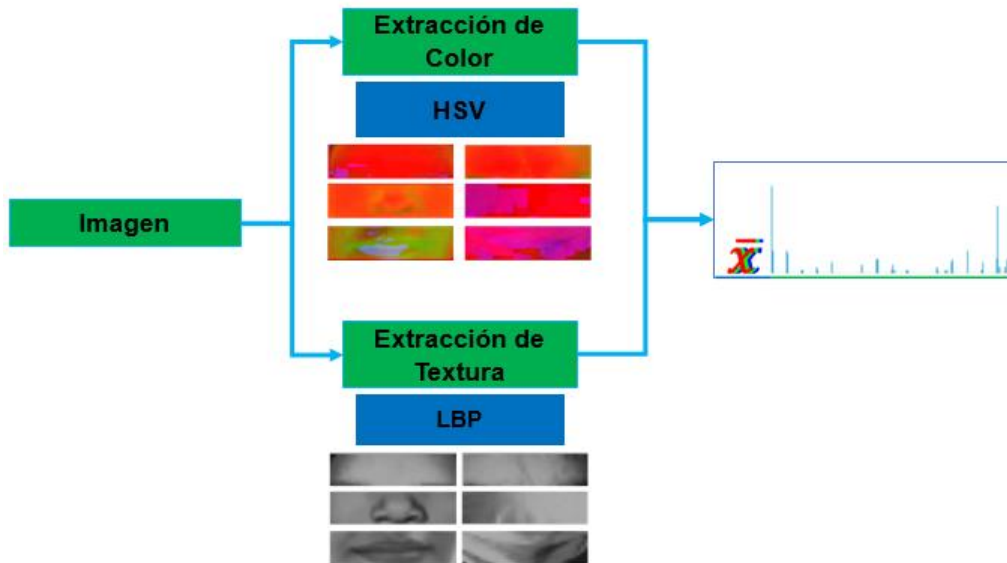 Extracción de
Color
HSV
Imagen
x̄
Extracción de
Textura
LBP